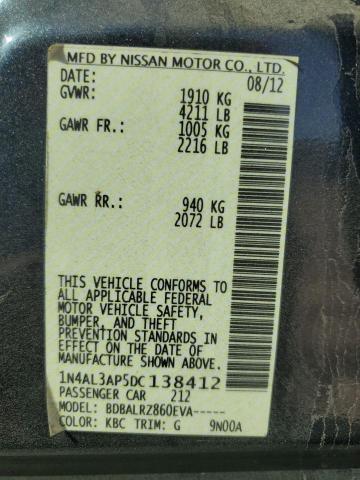 MFD BY NISSAN MOTOR CO., LTD.
DATE: 08/12
GVWR: 1910 KG
4211 LB
GAWR FR.: 1005 KG
2216 LB
GAWR RR.: 940 KG
2072 LB
THIS VEHICLE CONFORMS TO
ALL APPLICABLE FEDERAL
MOTOR VEHICLE SAFETY,
BUMPER, AND THEFT
PREVENTION STANDARDS IN
EFFECT ON THE DATE OF
MANUFACTURE SHOWN ABOVE.
1N4AL3AP5DC138412
PASSENGER CAR 212
MODEL: BDBALRZ860EVA-----
COLOR: KBC TRIM: G 9N00A